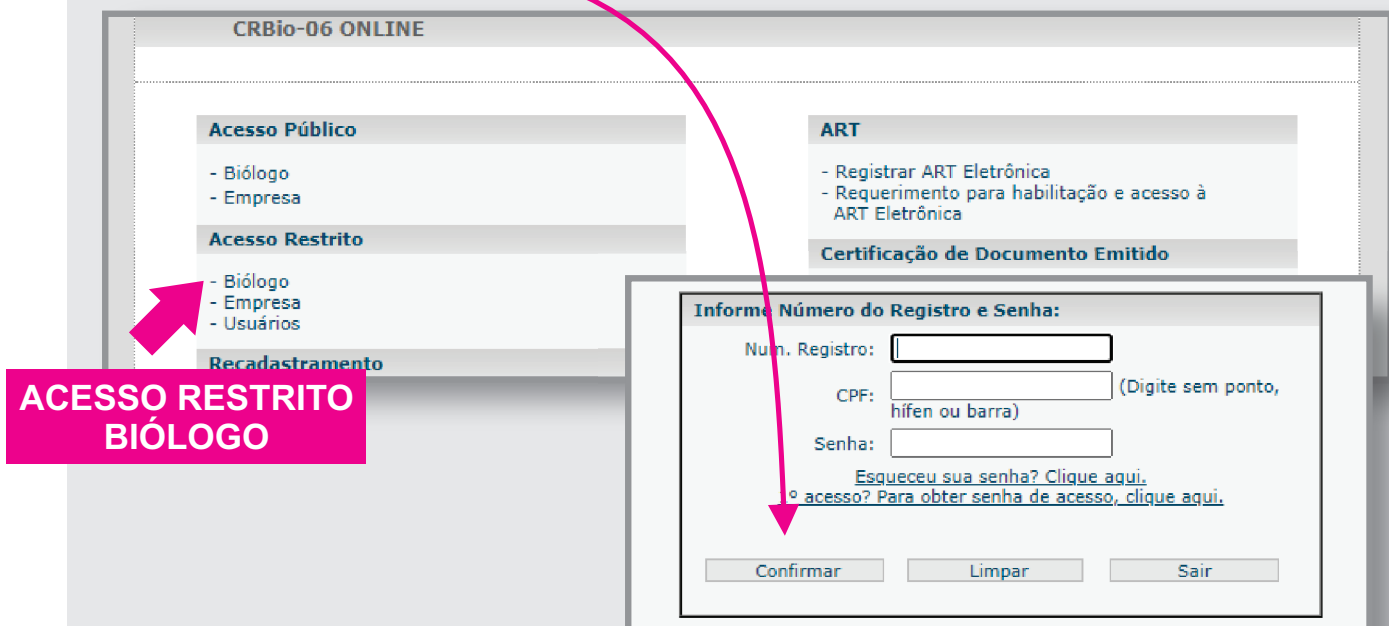 CRBio-06 ONLINE
Acesso Público
- Biólogo
- Empresa
Acesso Restrito
- Biólogo
- Empresa
- Usuários
Recadastramento
ACESSO RESTRITO
BIÓLOGO
ART
- Registrar ART Eletrônica
- Requerimento para habilitação e acesso à
ART Eletrônica
Certificação de Documento Emitido
Informe Número do Registro e Senha:
Num. Registro:
CPF:
(Digite sem ponto,
hífen ou barra)
Senha:
Esqueceu sua senha? Clique aqui.
1º acesso? Para obter senha de acesso, clique aqui.
Confirmar Limpar Sair